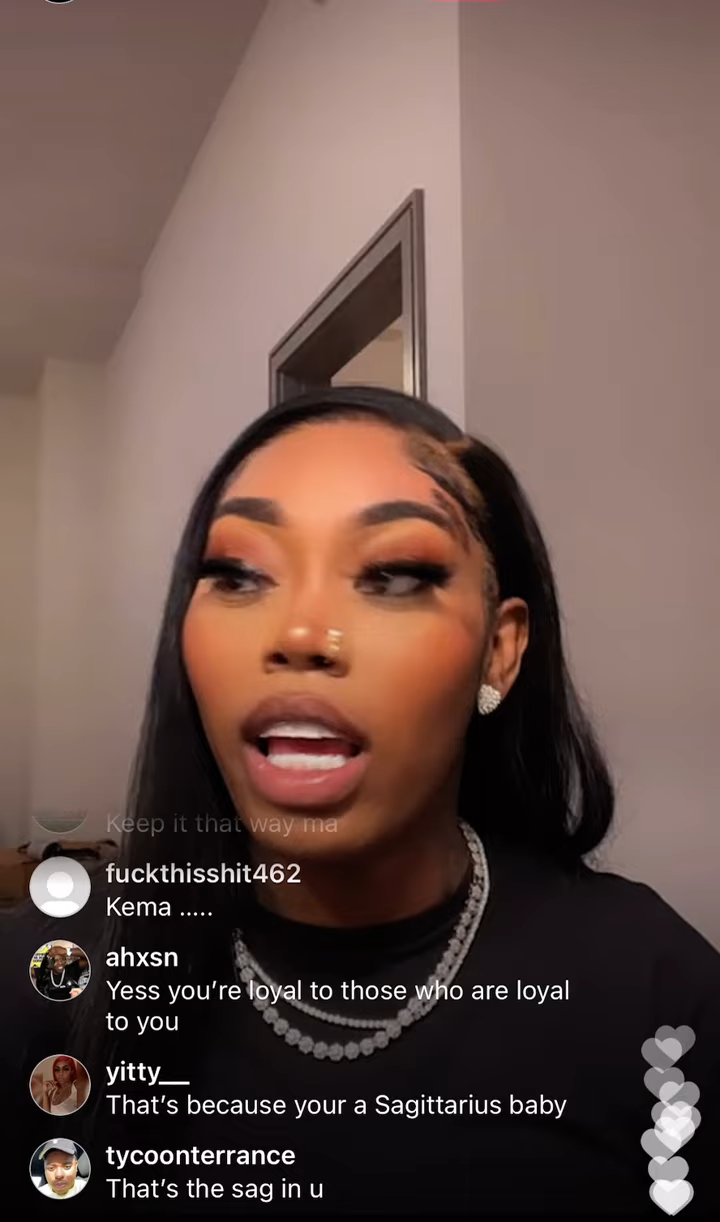 Keep it that way ma
fuckthisshit462
Kema .....
ahxsn
Yess you’re loyal to those who are loyal
to you
yitty__
That’s because your a Sagittarius baby
tycoonterrance
That’s the sag in u